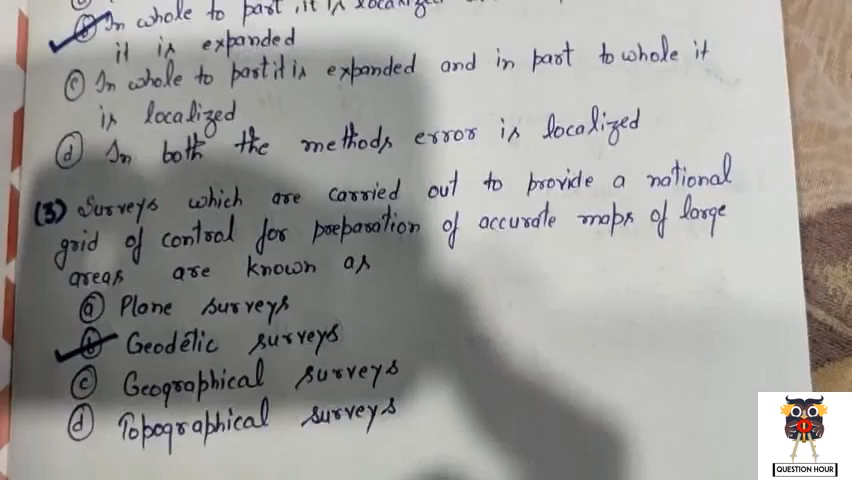 ⓑ In whole to part, it is localized
it is expanded
ⓒ In whole to part it is expanded and in part to whole it
is localized
ⓓ In both the methods error is localized
(3) Surveys which are carried out to provide a national
grid of control for preparation of accurate maps of large
areas are known as
ⓐ Plane surveys
ⓑ Geodetic surveys
ⓒ Geographical surveys
ⓓ Topographical surveys
QUESTION HOUR